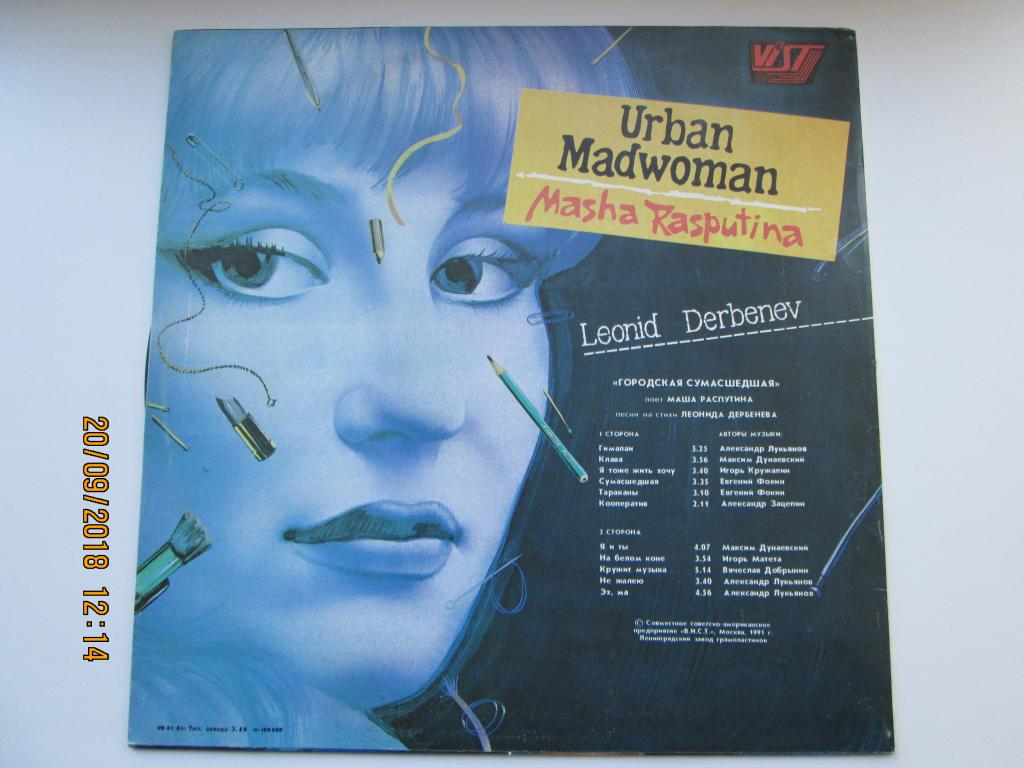 VIST
Urban
Madwoman
Masha Rasputina
Leonid Derbenev
«ГОРОДСКАЯ СУМАСШЕДШАЯ»
поет МАША РАСПУТИНА
песни на стихи ЛЕОНИДА ДЕРБЕНЕВА
1 СТОРОНА АВТОРЫ МУЗЫКИ:
Гималаи 5.25 Александр Лукьянов
Клава 3.56 Максим Дунаевский
Я тоже жить хочу 3.40 Игорь Кружалин
Сумасшедшая 3.35 Евгений Фокин
Тараканы 3.10 Евгений Фокин
Кооператив 2.11 Александр Зацепин
2 СТОРОНА
Я и ты 4.07 Максим Дунаевский
На белом коне 3.54 Игорь Матета
Кружит музыка 5.14 Вячеслав Добрынин
Не жалею 3.40 Александр Лукьянов
Эх, ма 4.56 Александр Лукьянов
© Совместное советско-американское
предприятие «В.И.С.Т.», Москва, 1991 г.
Ленинградский завод грампластинок
Тип. завода З.
20/09/2018 12:14